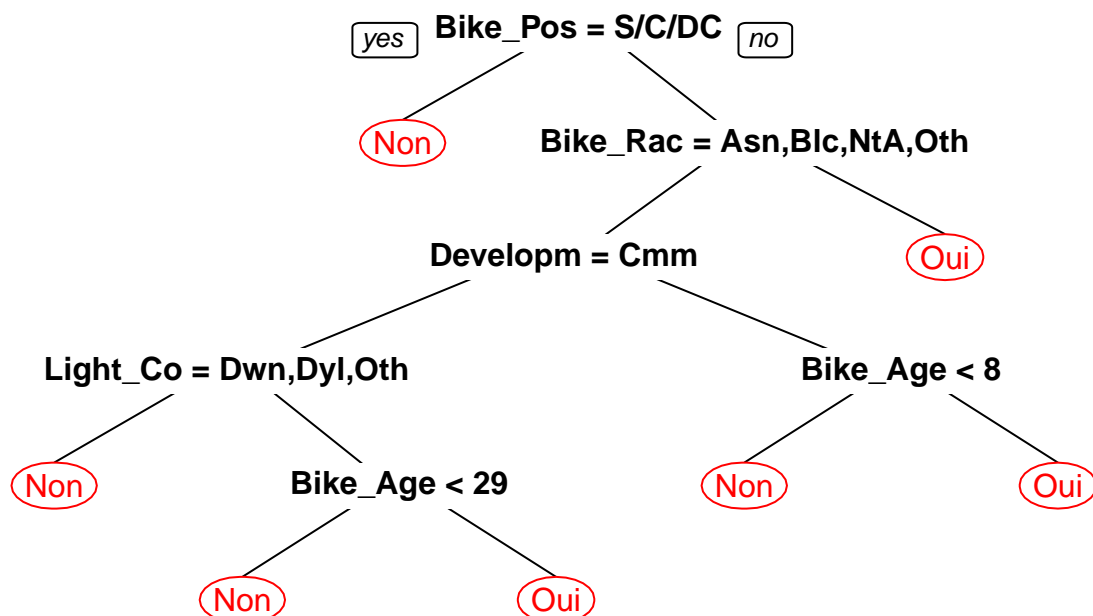 yes Bike_Pos = S/C/DC no
Non Bike_Rac = Asn,Blc,NtA,Oth
Developm = Cmm Oui
Light_Co = Dwn,Dyl,Oth Bike_Age < 8
Non Bike_Age < 29 Non Oui
Non Oui